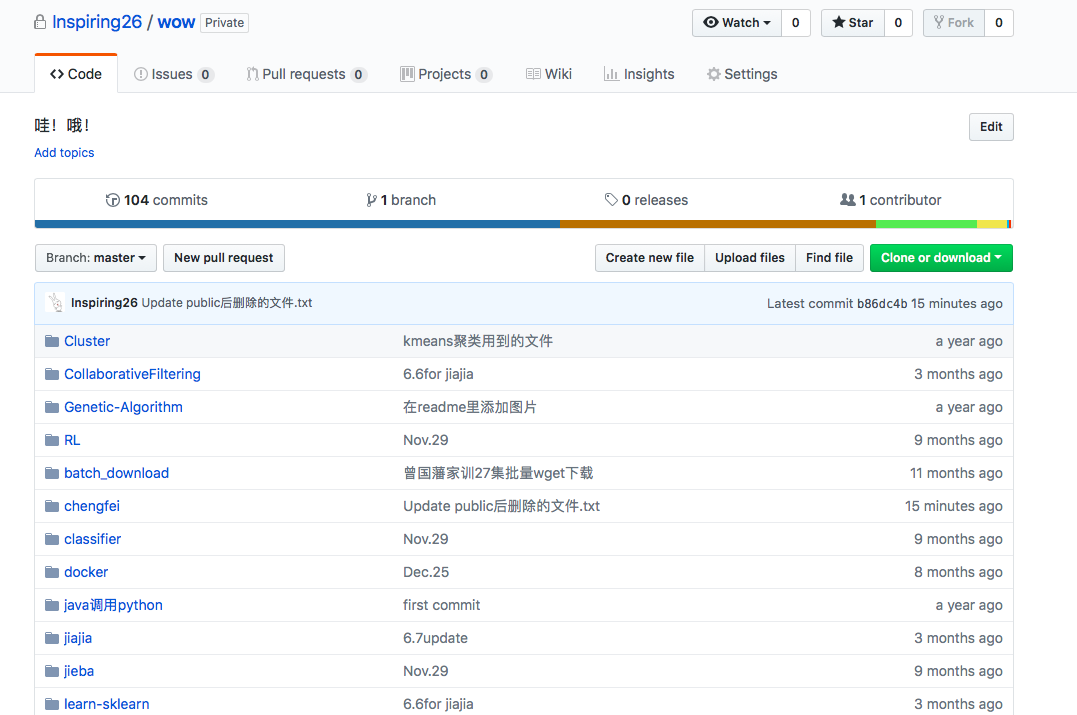 Inspiring26 / wow Private Watch 0 Star 0 Fork 0
Code Issues 0 Pull requests 0 Projects 0 Wiki Insights Settings
哇！哦！ Edit
Add topics
104 commits 1 branch 0 releases 1 contributor
Branch: master New pull request Create new file Upload files Find file Clone or download
Inspiring26 Update public后删除的文件.txt Latest commit b86dc4b 15 minutes ago
Cluster kmeans聚类用到的文件 a year ago
CollaborativeFiltering 6.6for jiajia 3 months ago
Genetic-Algorithm 在readme里添加图片 a year ago
RL Nov.29 9 months ago
batch_download 曾国藩家训27集批量wget下载 11 months ago
chengfei Update public后删除的文件.txt 15 minutes ago
classifier Nov.29 9 months ago
docker Dec.25 8 months ago
java调用python first commit a year ago
jiajia 6.7update 3 months ago
jieba Nov.29 9 months ago
learn-sklearn 6.6for jiajia 3 months ago